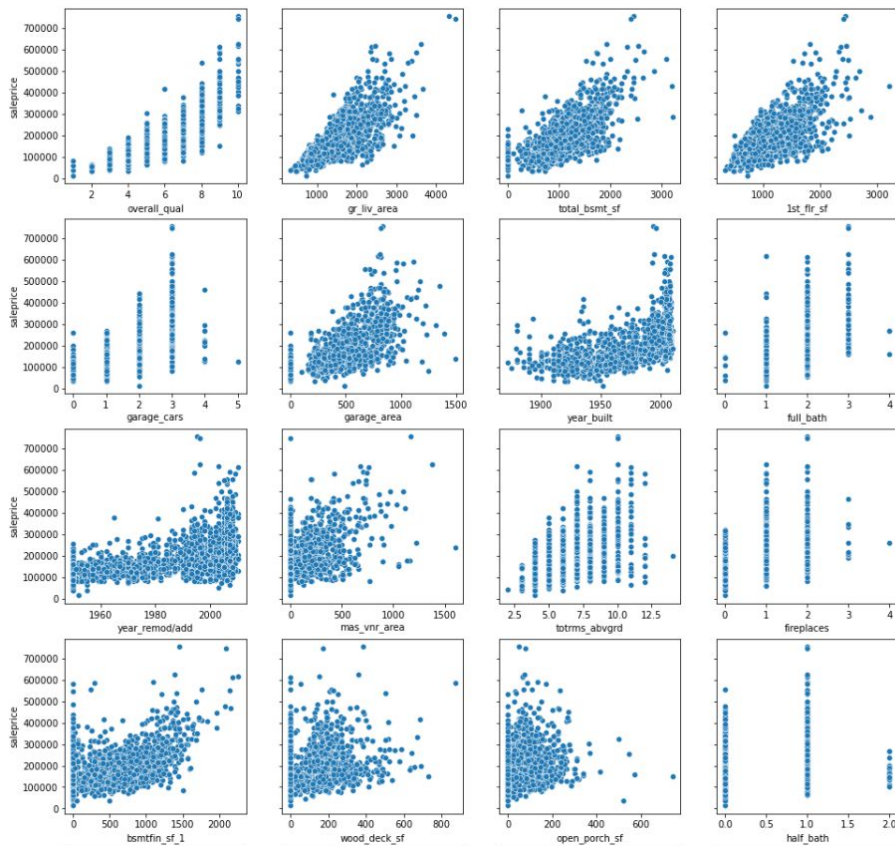 saleprice
700000
600000
500000
400000
300000
200000
100000
0
2 4 6 8 10
overall_qual
1000 2000 3000 4000
gr_liv_area
0 1000 2000 3000
total_bsmt_sf
1000 2000 3000
1st_flr_sf
saleprice
700000
600000
500000
400000
300000
200000
100000
0
0 1 2 3 4 5
garage_cars
0 500 1000 1500
garage_area
1900 1950 2000
year_built
0 1 2 3 4
full_bath
saleprice
700000
600000
500000
400000
300000
200000
100000
0
1960 1980 2000
year_remod/add
0 500 1000 1500
mas_vnr_area
2.5 5.0 7.5 10.0 12.5
totrms_abvgrd
0 1 2 3 4
fireplaces
saleprice
700000
600000
500000
400000
300000
200000
100000
0
0 500 1000 1500 2000
bsmtfin_sf_1
0 200 400 600 800
wood_deck_sf
0 200 400 600
open_porch_sf
0.0 0.5 1.0 1.5 2.0
half_bath